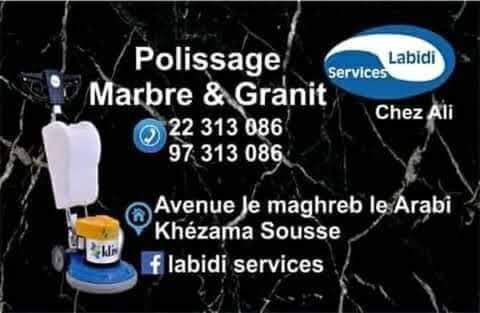 Polissage
Marbre & Granit
22 313 086
97 313 086
Labidi
Services
Chez Ali
Avenue le maghreb le Arabi
Khézama Sousse
labidi services
klin